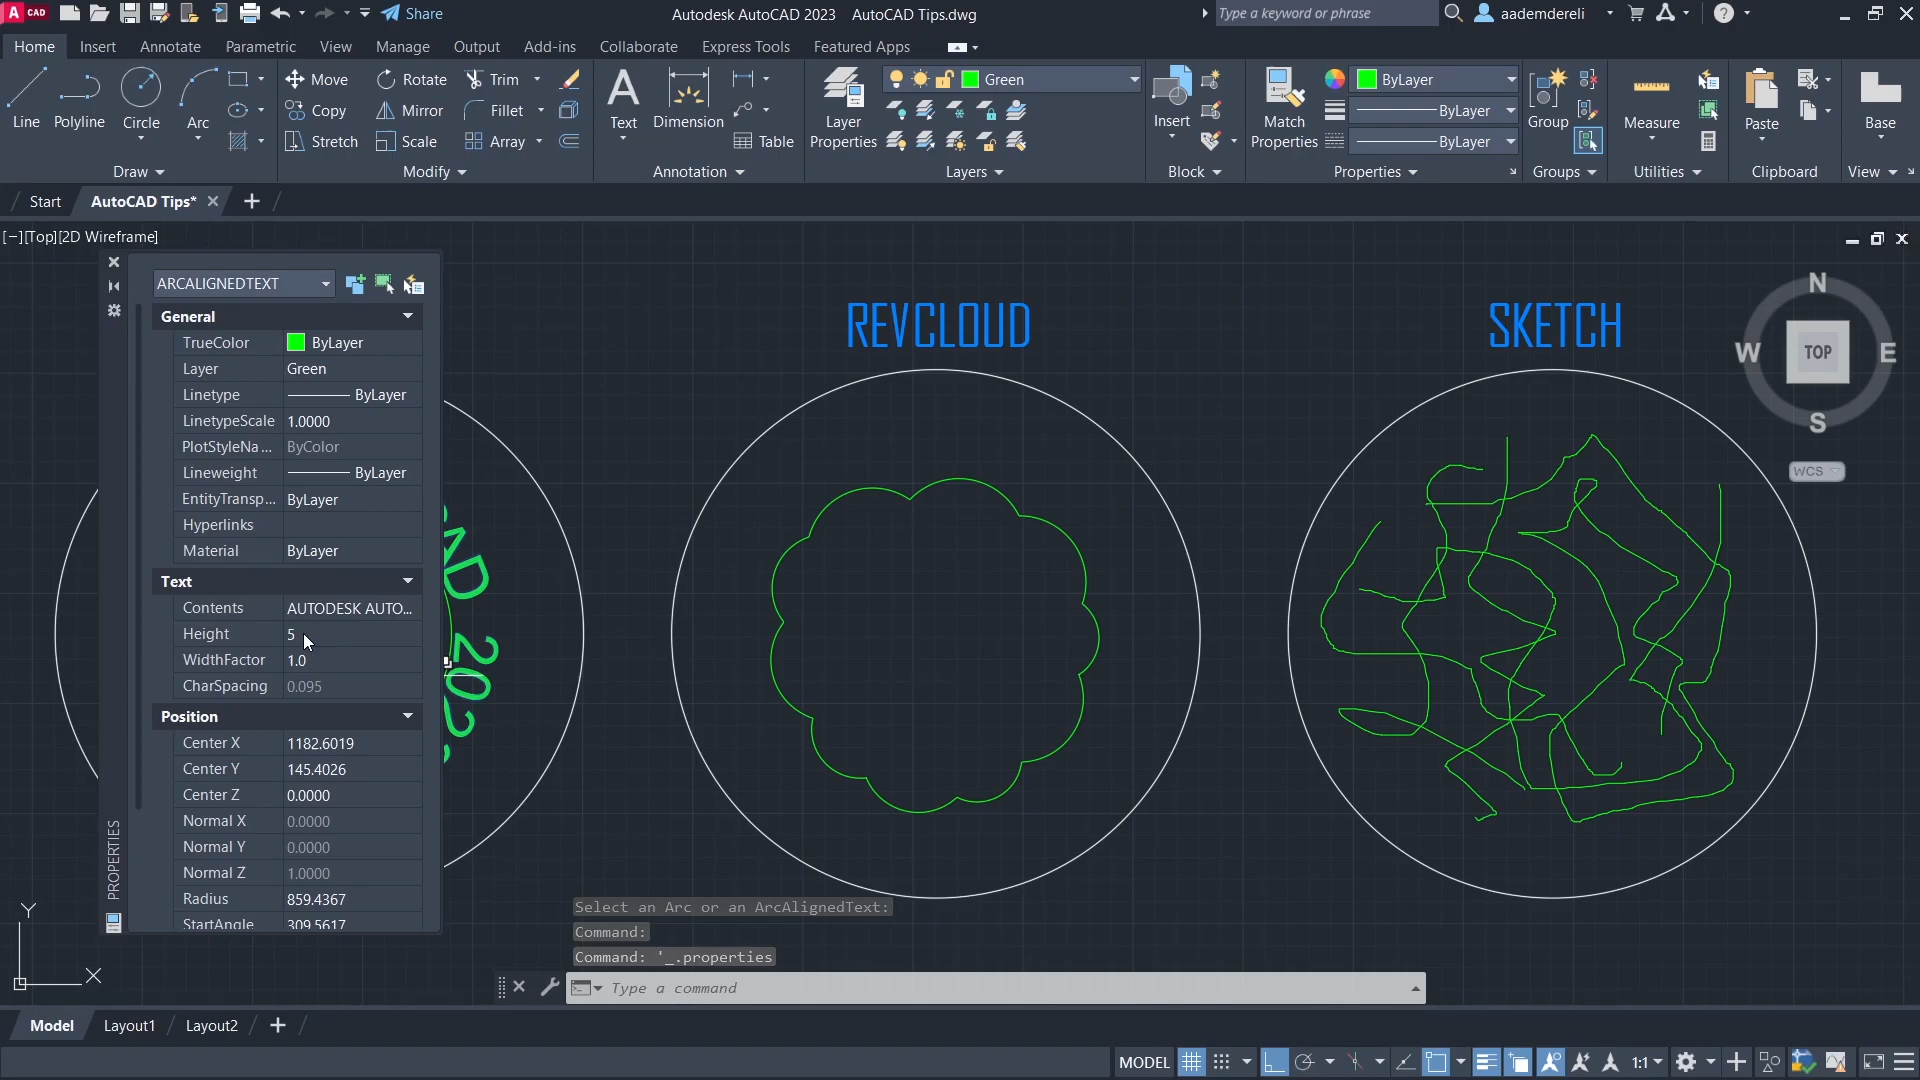 A CAD
Share
Autodesk AutoCAD 2023 AutoCAD Tips.dwg
Type a keyword or phrase
aademdereli
Home Insert Annotate Parametric View Manage Output Add-ins Collaborate Express Tools Featured Apps
Line
Polyline
Circle
Arc
Move
Rotate
Trim
Copy
Mirror
Fillet
Stretch
Scale
Array
Text
Dimension
Table
Layer
Properties
Green
Insert
Match
Properties
ByLayer
ByLayer
ByLayer
Group
Measure
Paste
Base
Draw
Modify
Annotation
Layers
Block
Properties
Groups
Utilities
Clipboard
View
Start
AutoCAD Tips*
[−][Top][2D Wireframe]
ARCALIGNEDTEXT
General
TrueColor ByLayer
Layer Green
Linetype ByLayer
LinetypeScale 1.0000
PlotStyleNa... ByColor
Lineweight ByLayer
EntityTransp... ByLayer
Hyperlinks
Material ByLayer
Text
Contents AUTODESK AUTO...
Height 5
WidthFactor 1.0
CharSpacing 0.095
Position
Center X 1182.6019
Center Y 145.4026
Center Z 0.0000
Normal X 0.0000
Normal Y 0.0000
Normal Z 1.0000
Radius 859.4367
StartAngle 309.5617
PROPERTIES
REVCLOUD
SKETCH
N
W
TOP
E
S
WCS
Y
X
Select an Arc or an ArcAlignedText:
Command:
Command: '_.properties
Type a command
Model Layout1 Layout2
MODEL
1:1